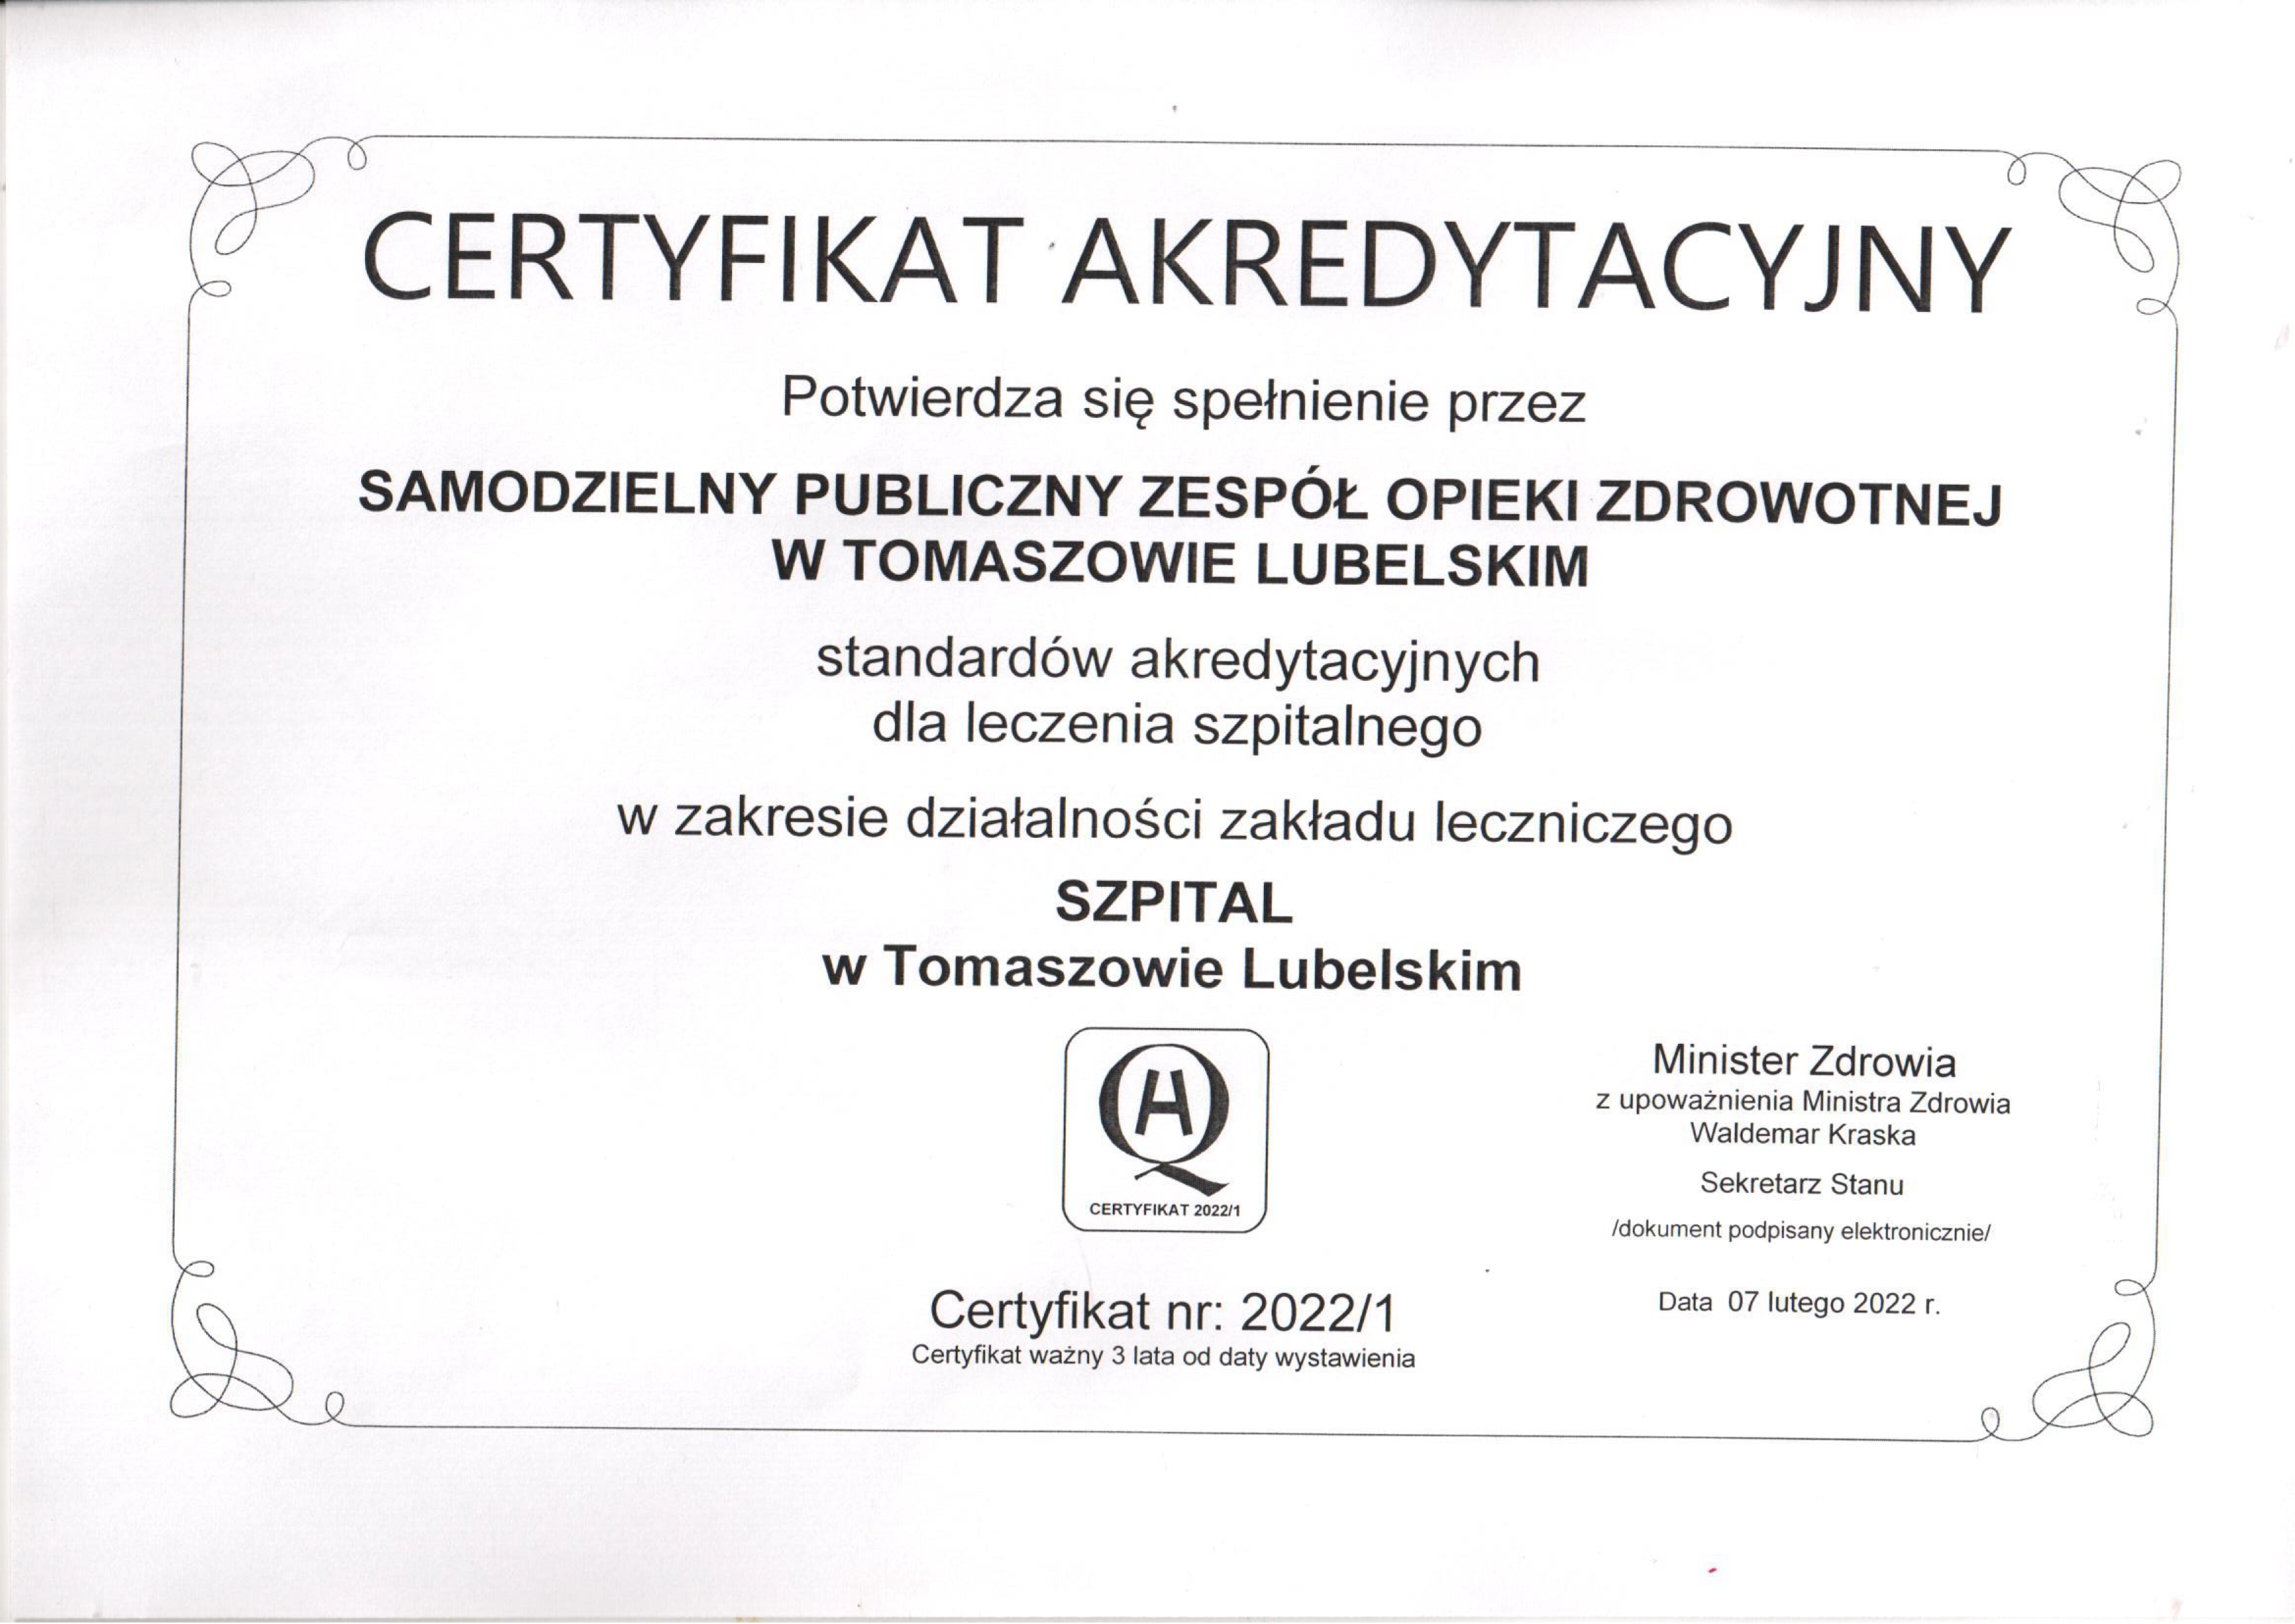 CERTYFIKAT AKREDYTACYJNY
Potwierdza się spełnienie przez
SAMODZIELNY PUBLICZNY ZESPÓŁ OPIEKI ZDROWOTNEJ
W TOMASZOWIE LUBELSKIM
standardów akredytacyjnych
dla leczenia szpitalnego
w zakresie działalności zakładu leczniczego
SZPITAL
w Tomaszowie Lubelskim
QH
CERTYFIKAT 2022/1
Certyfikat nr: 2022/1
Certyfikat ważny 3 lata od daty wystawienia
Minister Zdrowia
z upoważnienia Ministra Zdrowia
Waldemar Kraska
Sekretarz Stanu
/dokument podpisany elektronicznie/
Data 07 lutego 2022 r.